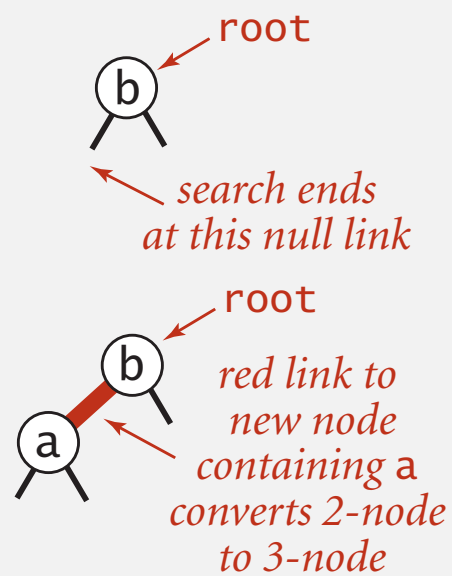 root
b
search ends
at this null link
root
b
red link to
a
new node
containing a
converts 2-node
to 3-node